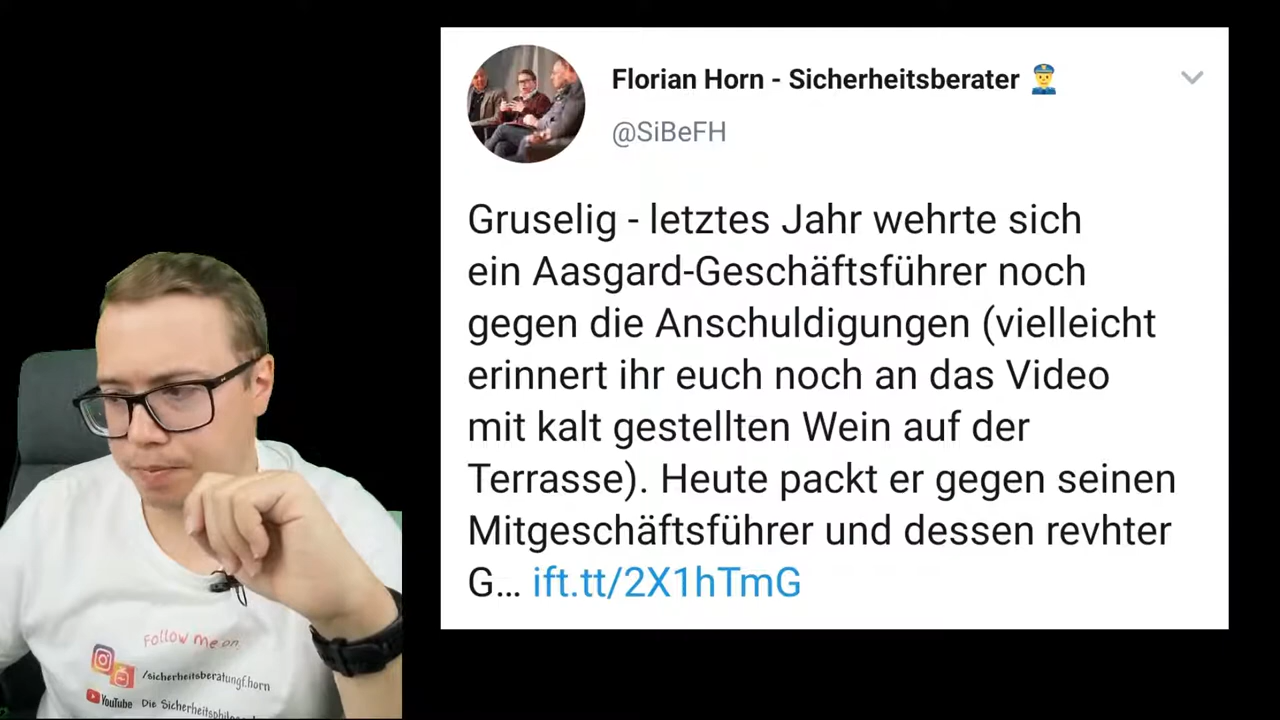 Florian Horn - Sicherheitsberater 👮
@SiBeFH
Gruselig - letztes Jahr wehrte sich
ein Aasgard-Geschäftsführer noch
gegen die Anschuldigungen (vielleicht
erinnert ihr euch noch an das Video
mit kalt gestellten Wein auf der
Terrasse). Heute packt er gegen seinen
Mitgeschäftsführer und dessen revhter
G... ift.tt/2X1hTmG
Follow me on
/sicherheitsberatungf.horn
YouTube Die